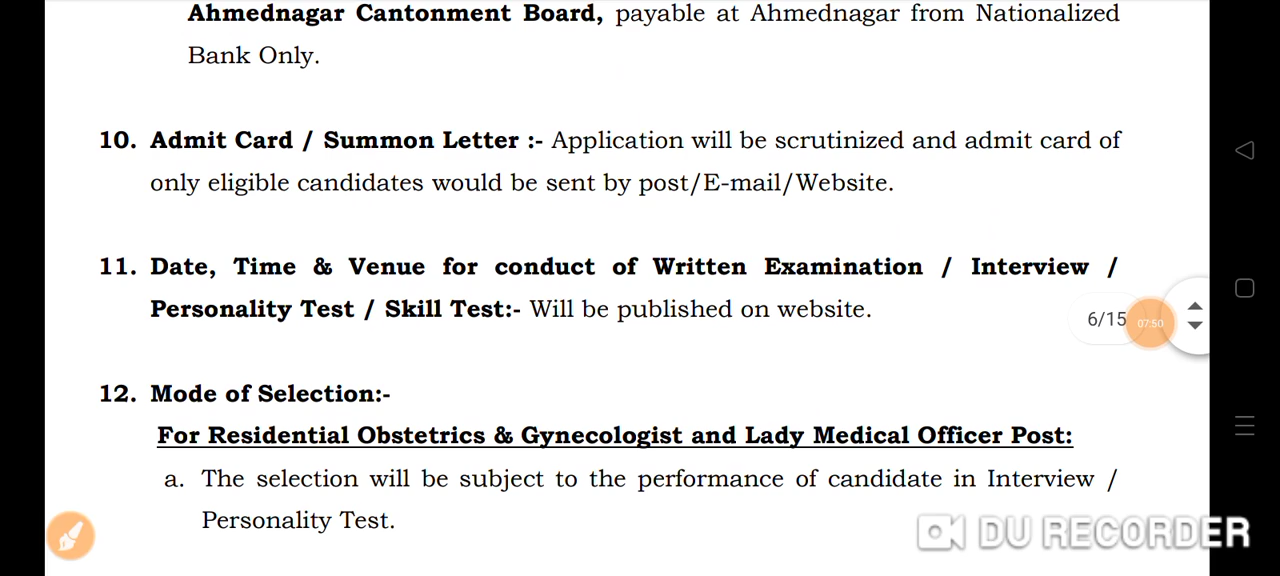 Ahmednagar Cantonment Board, payable at Ahmednagar from Nationalized
Bank Only.
10. Admit Card / Summon Letter :- Application will be scrutinized and admit card of
only eligible candidates would be sent by post/E-mail/Website.
11. Date, Time & Venue for conduct of Written Examination / Interview /
Personality Test / Skill Test:- Will be published on website.
6/15
07:50
12. Mode of Selection:-
For Residential Obstetrics & Gynecologist and Lady Medical Officer Post:
a. The selection will be subject to the performance of candidate in Interview /
Personality Test.
DU RECORDER